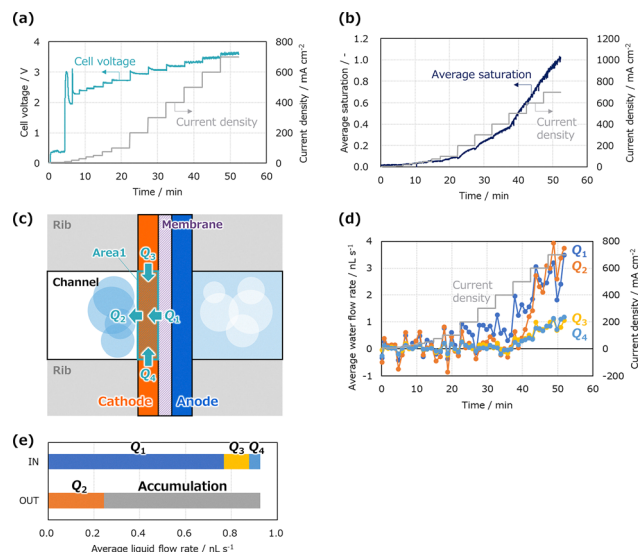 (a)
4
3
2
1
0
Cell voltage / V
Cell voltage
Current density
800
600
400
200
0
Current density / mA cm-2
0 10 20 30 40 50 60
Time / min
(b)
1.2
1.0
0.8
0.6
0.4
0.2
0.0
Average saturation / -
Average saturation
Current
density
1200
1000
800
600
400
200
0
Current density / mA cm-2
0 10 20 30 40 50 60
Time / min
(c)
Rib
Membrane
Area1
Q3
Channel
Q2
Q1
Q4
Rib
Cathode
Anode
(d)
4
3
2
1
0
-1
Average water flow rate / nL s-1
Current
density
Q1
Q2
Q3
Q4
800
600
400
200
0
-200
Current density / mA cm-2
0 10 20 30 40 50 60
Time / min
(e)
Q1 Q3 Q4
IN
Q2 Accumulation
OUT
0.0 0.2 0.4 0.6 0.8 1.0
Average liquid flow rate / nL s-1